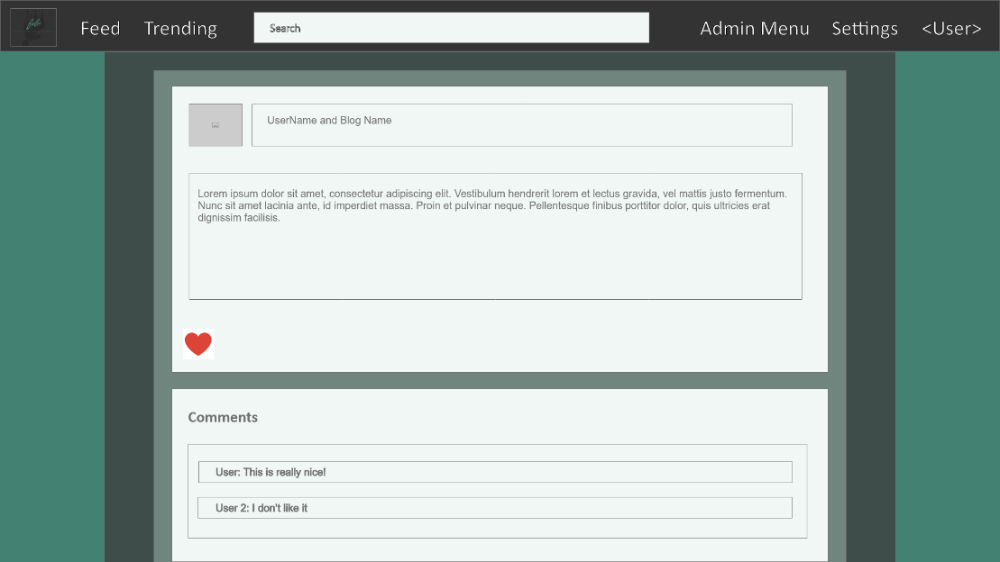 Feed Trending Search Admin Menu Settings <User>
UserName and Blog Name
Lorem ipsum dolor sit amet, consectetur adipiscing elit. Vestibulum hendrerit lorem et lectus gravida, vel mattis justo fermentum.
Nunc sit amet lacinia ante, id imperdiet massa. Proin et pulvinar neque. Pellentesque finibus porttitor dolor, quis ultricies erat
dignissim facilisis.
Comments
User: This is really nice!
User 2: I don't like it